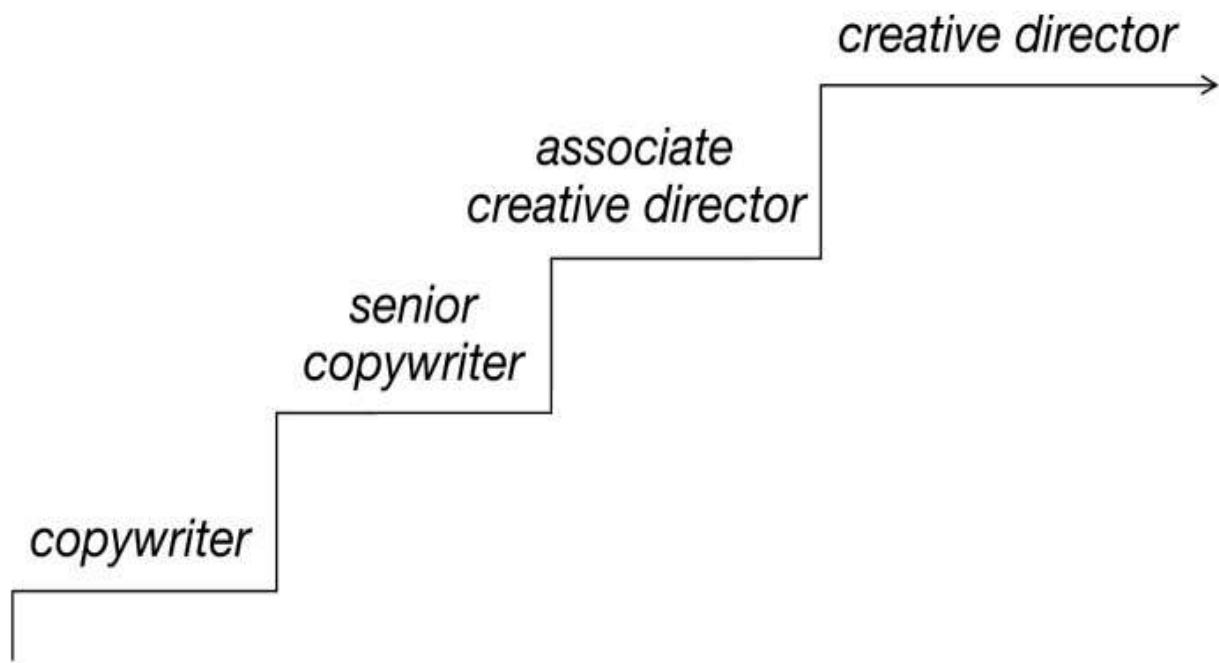 creative director
associate
creative director
senior
copywriter
copywriter